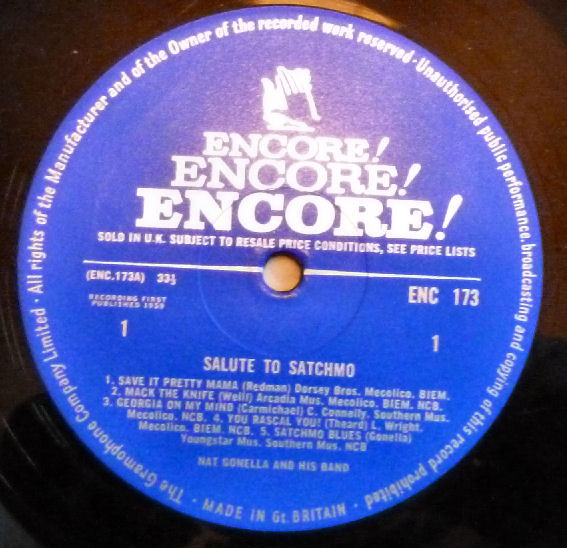 The Gramophone Company Limited · All rights of the Manufacturer and of the Owner of the recorded work reserved · Unauthorised public performance, broadcasting and copying of this record prohibited
ENCORE!
ENCORE!
ENCORE!
SOLD IN U.K. SUBJECT TO RESALE PRICE CONDITIONS, SEE PRICE LISTS
(ENC.173A) 33⅓
ENC 173
RECORDING FIRST
PUBLISHED 1959
1
1
SALUTE TO SATCHMO
1. SAVE IT PRETTY MAMA (Redman) Dorsey Bros. Mecolico. BIEM.
2. MACK THE KNIFE (Weill) Arcadia Mus. Mecolico. BIEM. NCB.
3. GEORGIA ON MY MIND (Carmichael) C. Connelly. Southern Mus.
Mecolico. NCB. 4. YOU RASCAL YOU! (Theard) L. Wright.
Mecolico. BIEM. NCB. 5. SATCHMO BLUES (Gonella)
Youngstar Mus. Southern Mus. NCB
NAT GONELLA AND HIS BAND
· MADE IN Gt. BRITAIN ·